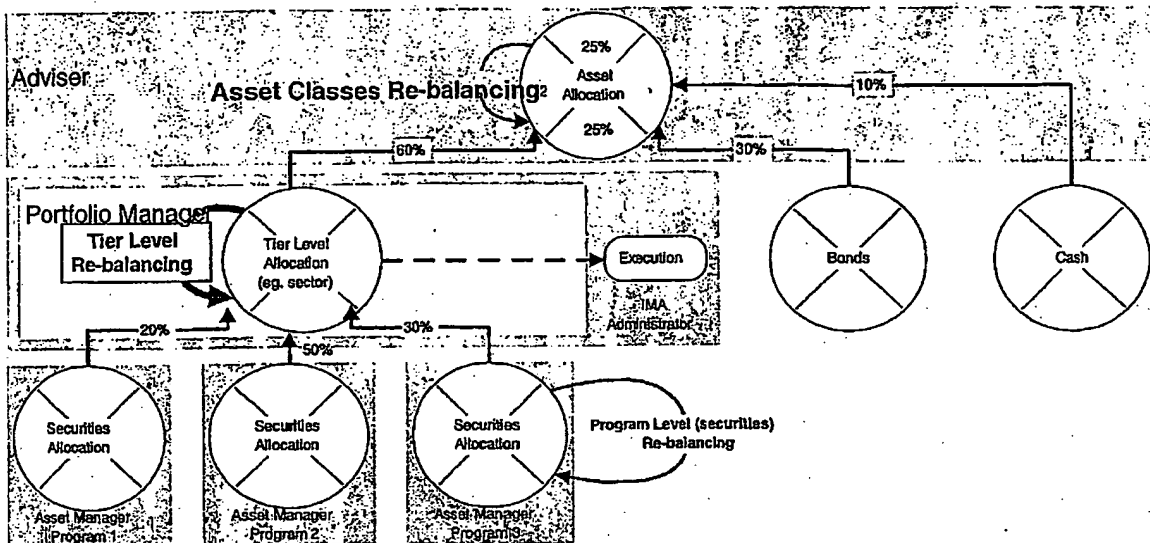 Adviser
Asset Classes Re-balancing2
25%
Asset
Allocation
25%
10%
60%
30%
Portfolio Manager
Tier Level
Re-balancing
Tier Level
Allocation
(eg. sector)
Execution
IMA
Administrator
Bonds
Cash
20%
50%
30%
Securities
Allocation
Securities
Allocation
Securities
Allocation
Program Level (securities)
Re-balancing
Asset Manager
Program 1
Asset Manager
Program 2
Asset Manager
Program 3